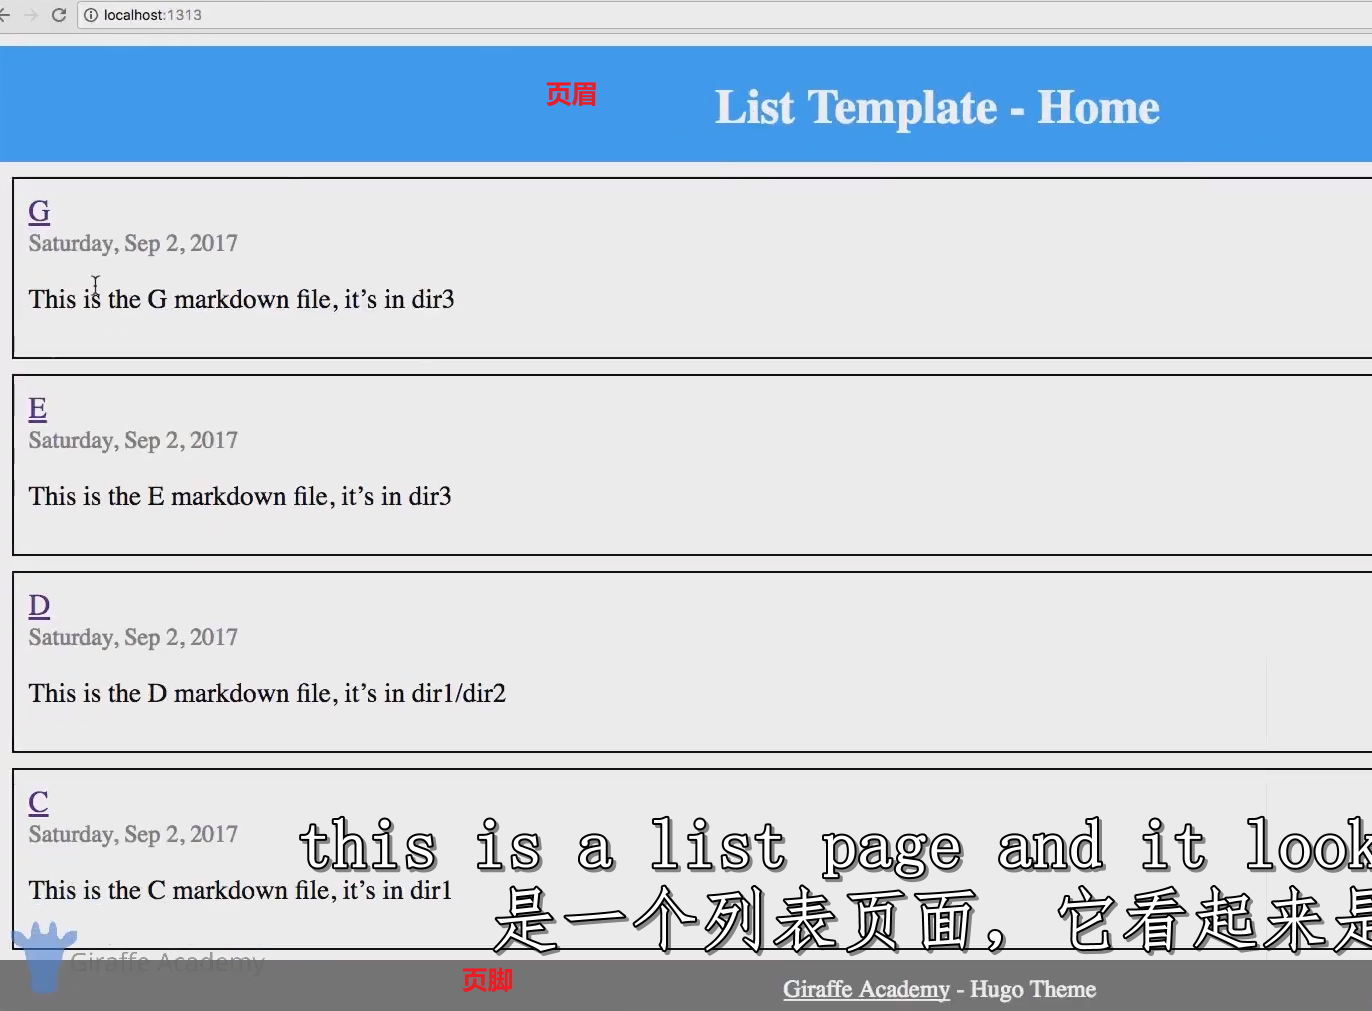 localhost:1313
页眉
List Template - Home
G
Saturday, Sep 2, 2017
This is the G markdown file, it’s in dir3
E
Saturday, Sep 2, 2017
This is the E markdown file, it’s in dir3
D
Saturday, Sep 2, 2017
This is the D markdown file, it’s in dir1/dir2
C
Saturday, Sep 2, 2017
This is the C markdown file, it’s in dir1
this is a list page and it look
是一个列表页面，它看起来是
Giraffe Academy
页脚
Giraffe Academy - Hugo Theme